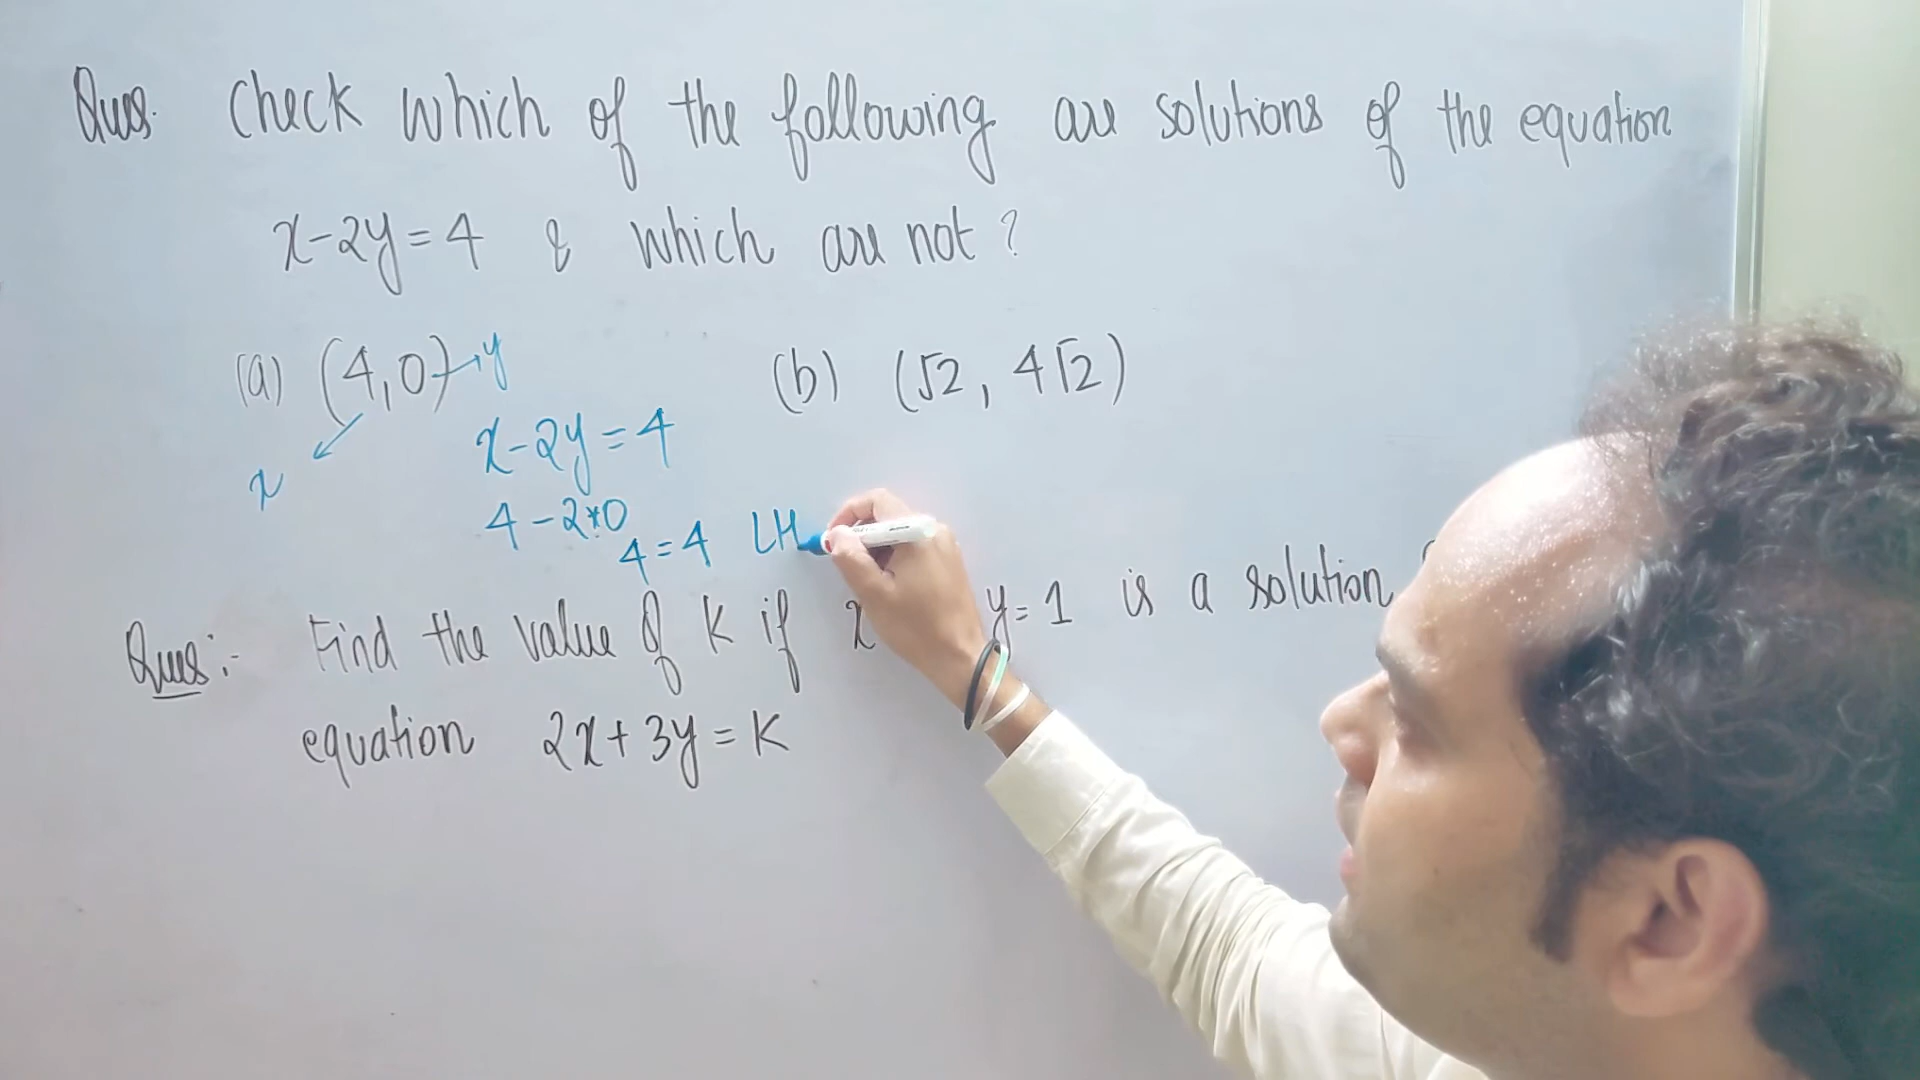 Ques. Check which of the following are solutions of the equation
x-2y=4 & which are not?
(a) (4,0) → y
(b) (√2, 4√2)
x
x-2y=4
4-2*0
4=4 LH
Ques:- Find the value of K if x y=1 is a solution
equation 2x+3y=K